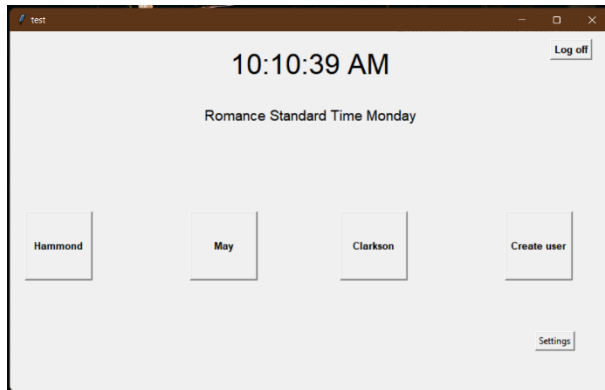 test
Log off
10:10:39 AM
Romance Standard Time Monday
Hammond May Clarkson Create user
Settings